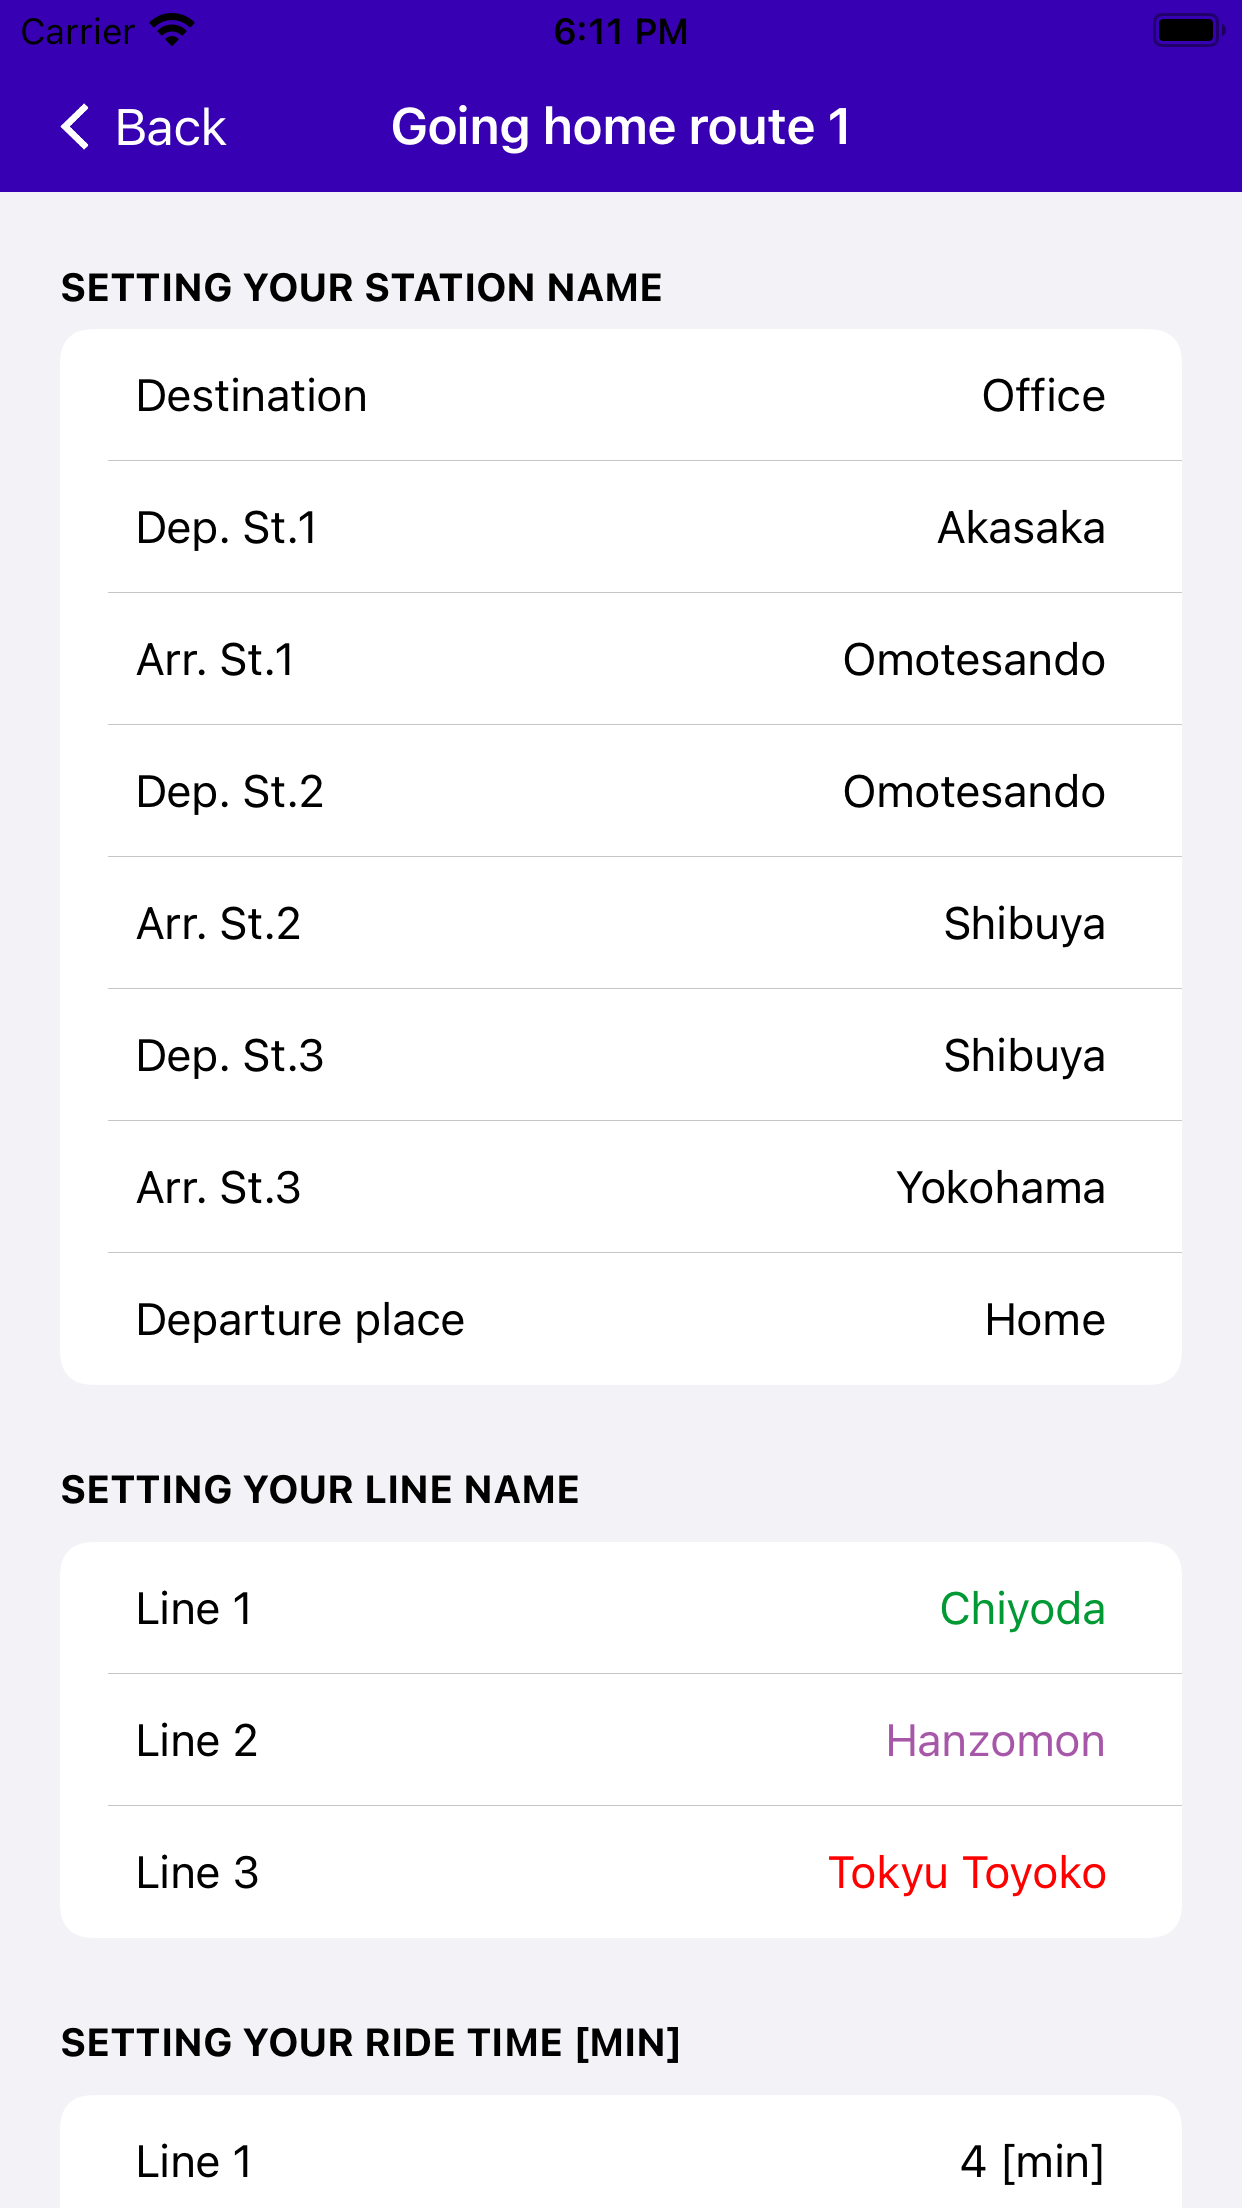 Carrier 6:11 PM
Back Going home route 1
SETTING YOUR STATION NAME
Destination Office
Dep. St.1 Akasaka
Arr. St.1 Omotesando
Dep. St.2 Omotesando
Arr. St.2 Shibuya
Dep. St.3 Shibuya
Arr. St.3 Yokohama
Departure place Home
SETTING YOUR LINE NAME
Line 1 Chiyoda
Line 2 Hanzomon
Line 3 Tokyu Toyoko
SETTING YOUR RIDE TIME [MIN]
Line 1 4 [min]